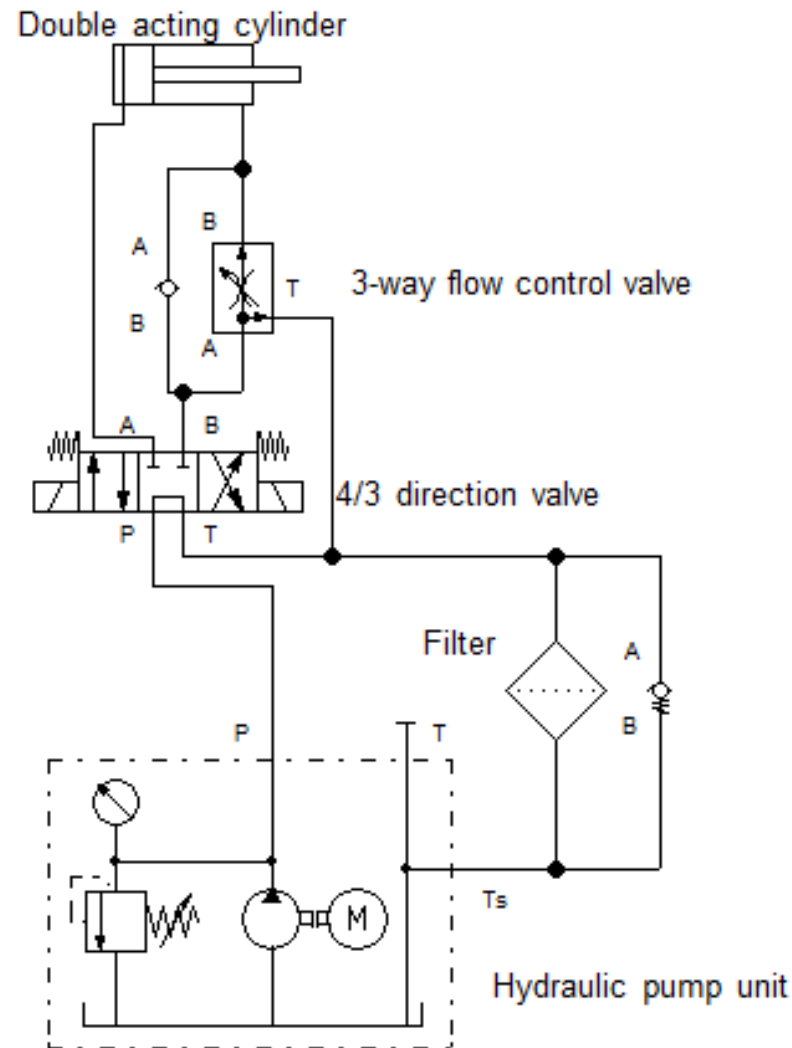 Double acting cylinder
B
A
T
3-way flow control valve
B
A
A
B
4/3 direction valve
P
T
Filter
A
B
P
T
M
Ts
Hydraulic pump unit